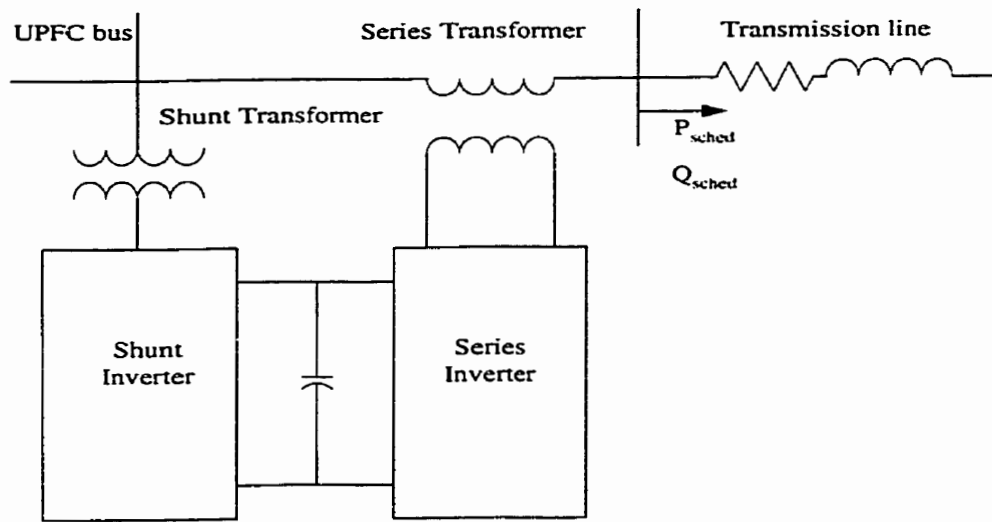 UPFC bus
Series Transformer
Transmission line
Shunt Transformer
P_sched
Q_sched
Shunt
Inverter
Series
Inverter